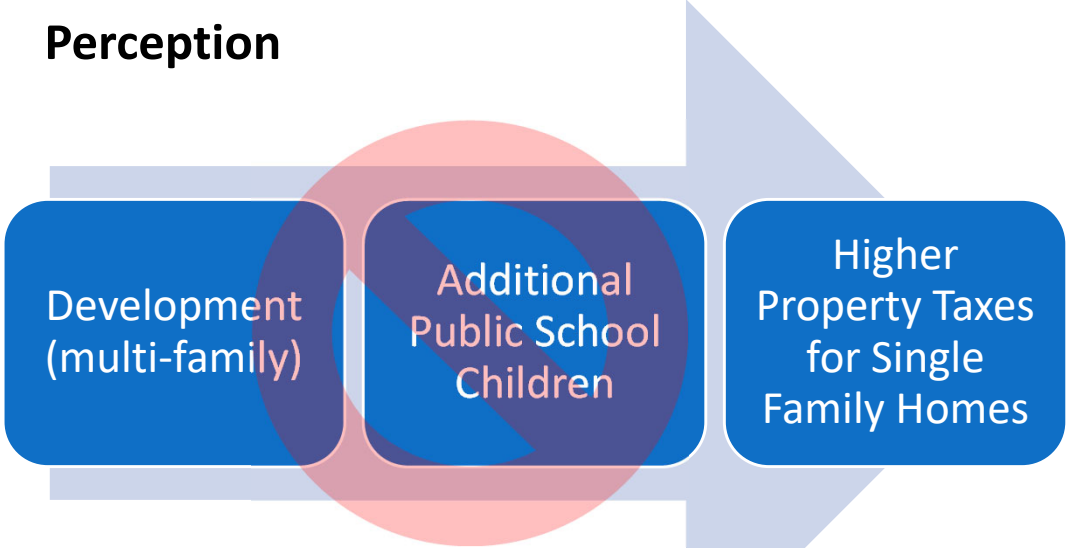 Perception
Development
(multi-family)
Additional
Public School
Children
Higher
Property Taxes
for Single
Family Homes